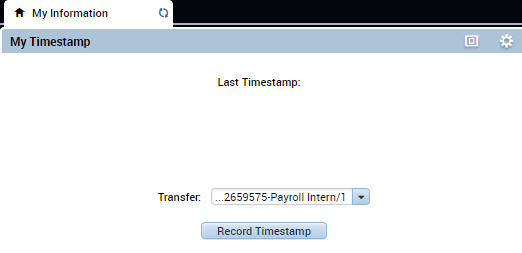 My Information
My Timestamp
Last Timestamp:
Transfer: ...2659575-Payroll Intern/1
Record Timestamp